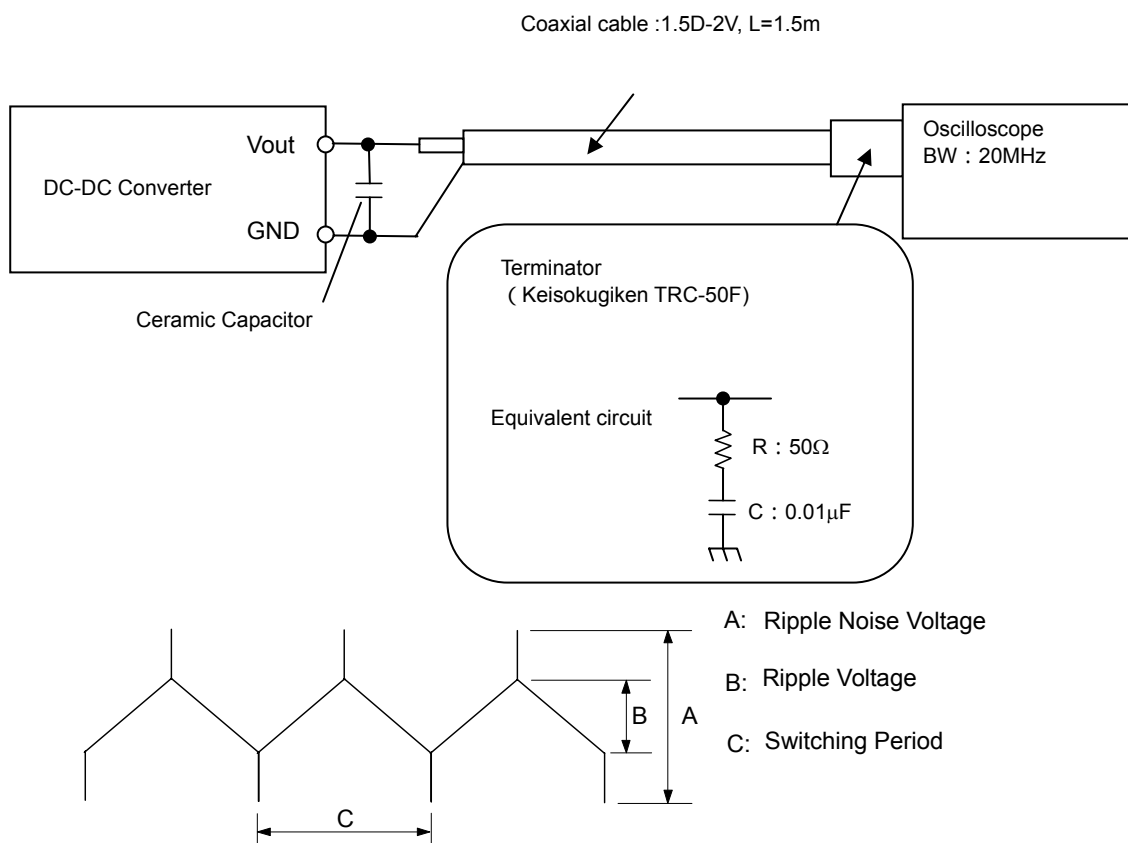 Coaxial cable :1.5D-2V, L=1.5m
Vout
DC-DC Converter
GND
Ceramic Capacitor
Oscilloscope
BW：20MHz
Terminator
（Keisokugiken TRC-50F)
Equivalent circuit
R：50Ω
C：0.01μF
A: Ripple Noise Voltage
B: Ripple Voltage
C: Switching Period
B
A
C